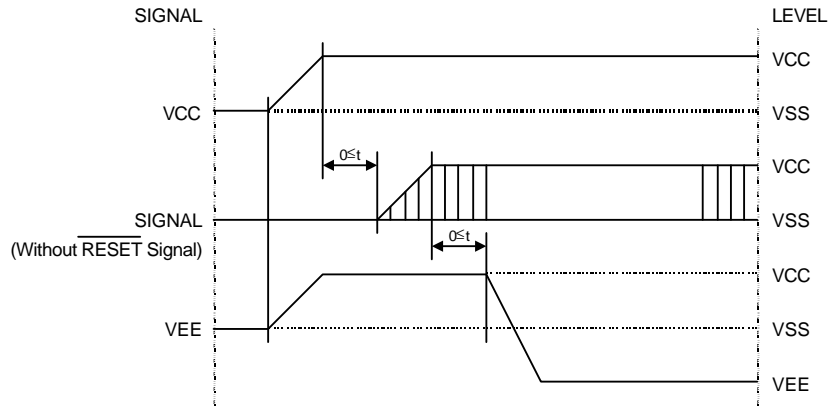 SIGNAL LEVEL
VCC
VCC VSS
0≤t VCC
SIGNAL VSS
(Without RESET Signal) 0≤t
VCC
VEE VSS
VEE